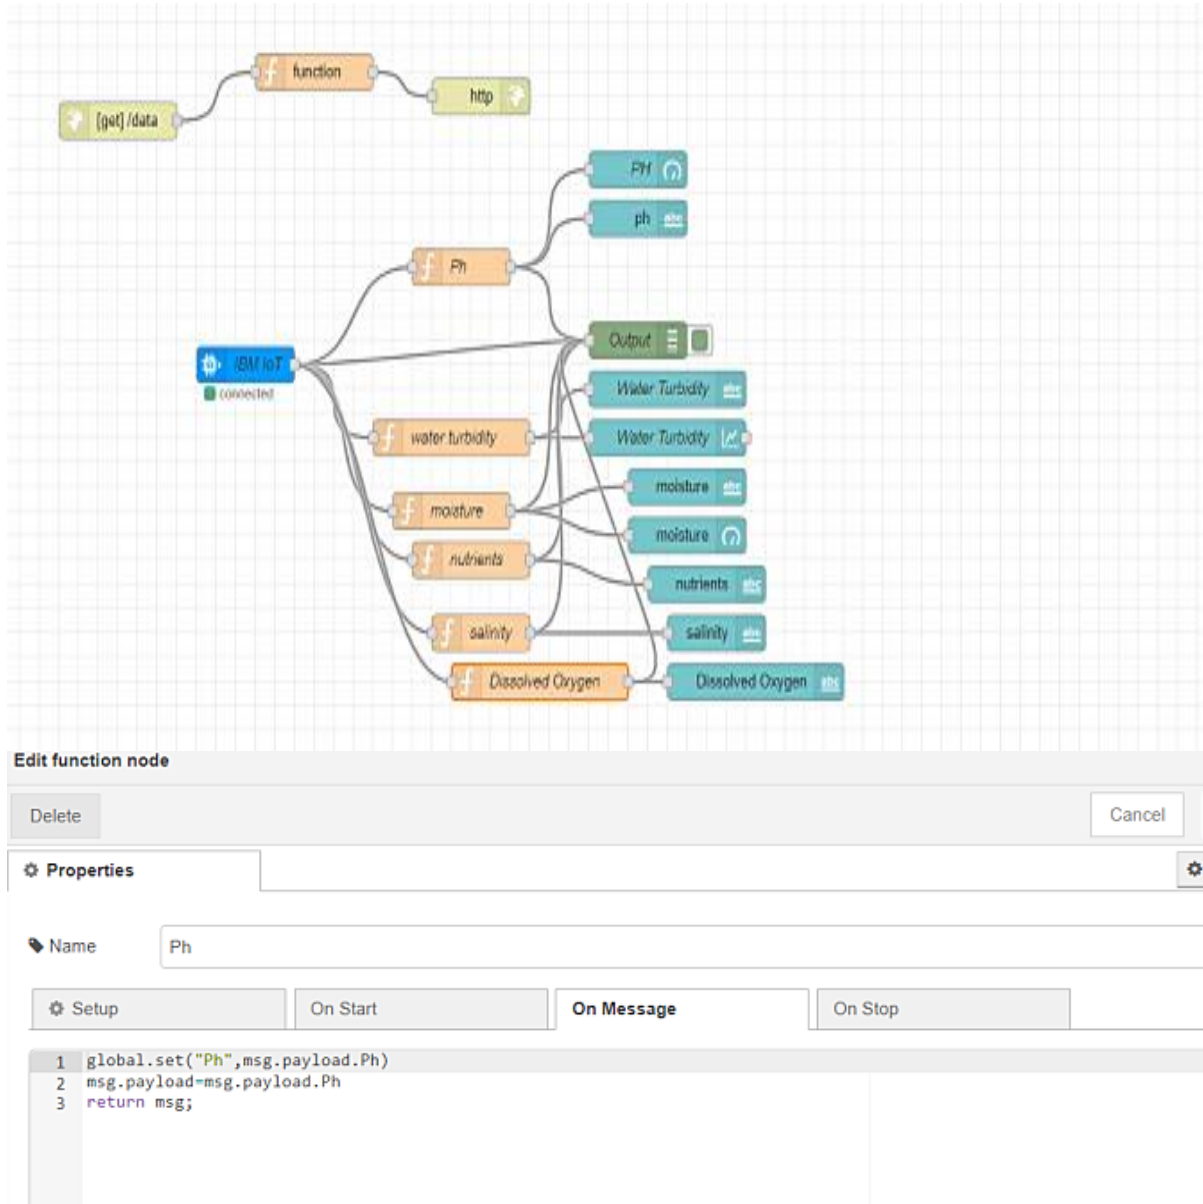 function
http
[get] /data
PH
ph
Ph
Output
IBM IoT
connected
Water Turbidity
water turbidity
Water Turbidity
moisture
moisture
moisture
nutrients
nutrients
salinity
salinity
Dissolved Oxygen
Dissolved Oxygen
Edit function node
Delete
Cancel
Properties
Name
Ph
Setup
On Start
On Message
On Stop
1 global.set("Ph",msg.payload.Ph)
2 msg.payload=msg.payload.Ph
3 return msg;